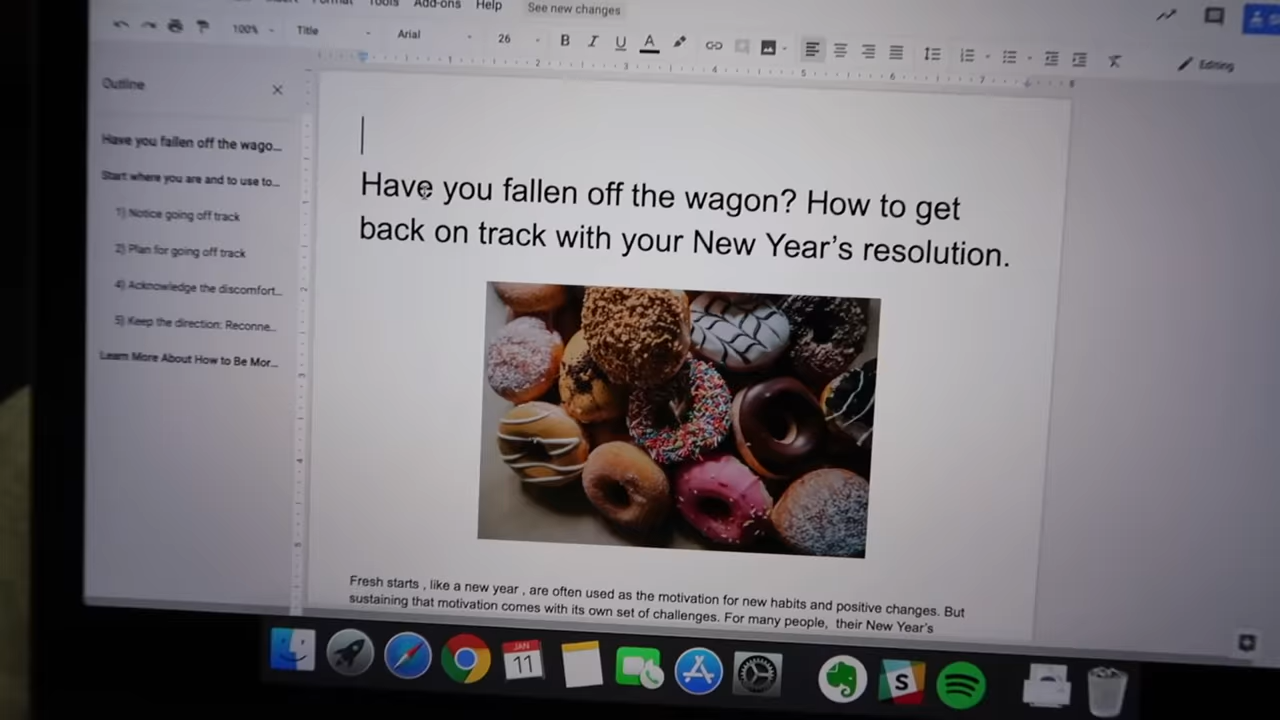 Format Tools Add-ons Help See new changes
100% Title Arial 26 B I U A Editing
Outline
Have you fallen off the wago...
Start where you are and to use to...
1) Notice going off track
2) Plan for going off track
4) Acknowledge the discomfort...
5) Keep the direction: Reconne...
Learn More About How to Be Mor...
Have you fallen off the wagon? How to get
back on track with your New Year’s resolution.
Fresh starts , like a new year , are often used as the motivation for new habits and positive changes. But
sustaining that motivation comes with its own set of challenges. For many people, their New Year’s
JAN
11
S